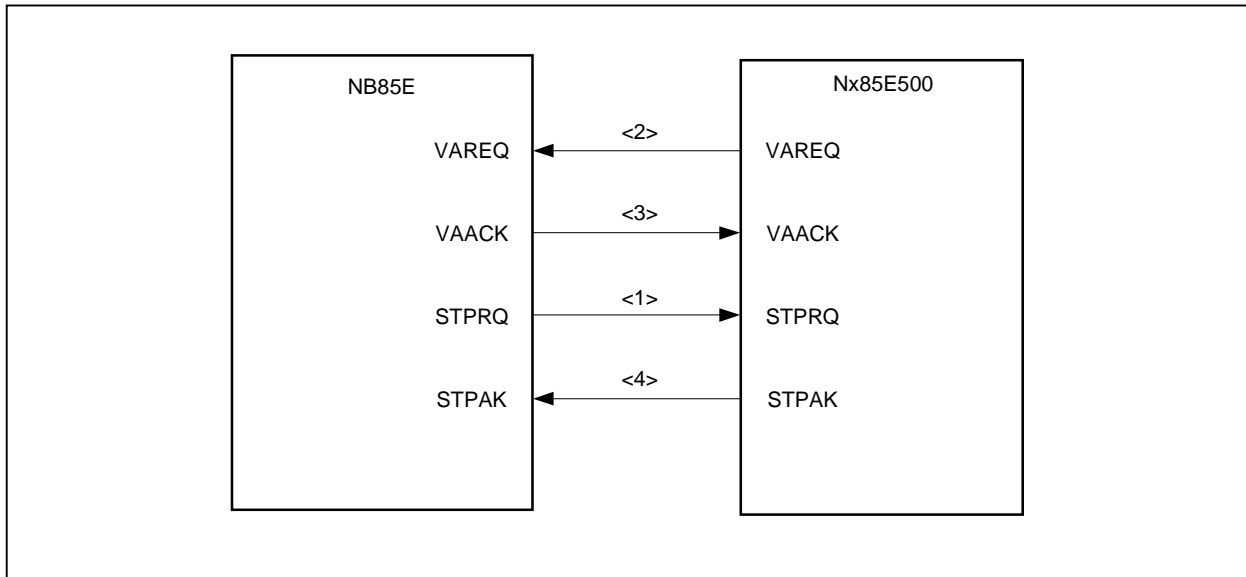 NB85E
Nx85E500
VAREQ <2> VAREQ
VAACK <3> VAACK
STPRQ <1> STPRQ
STPAK <4> STPAK